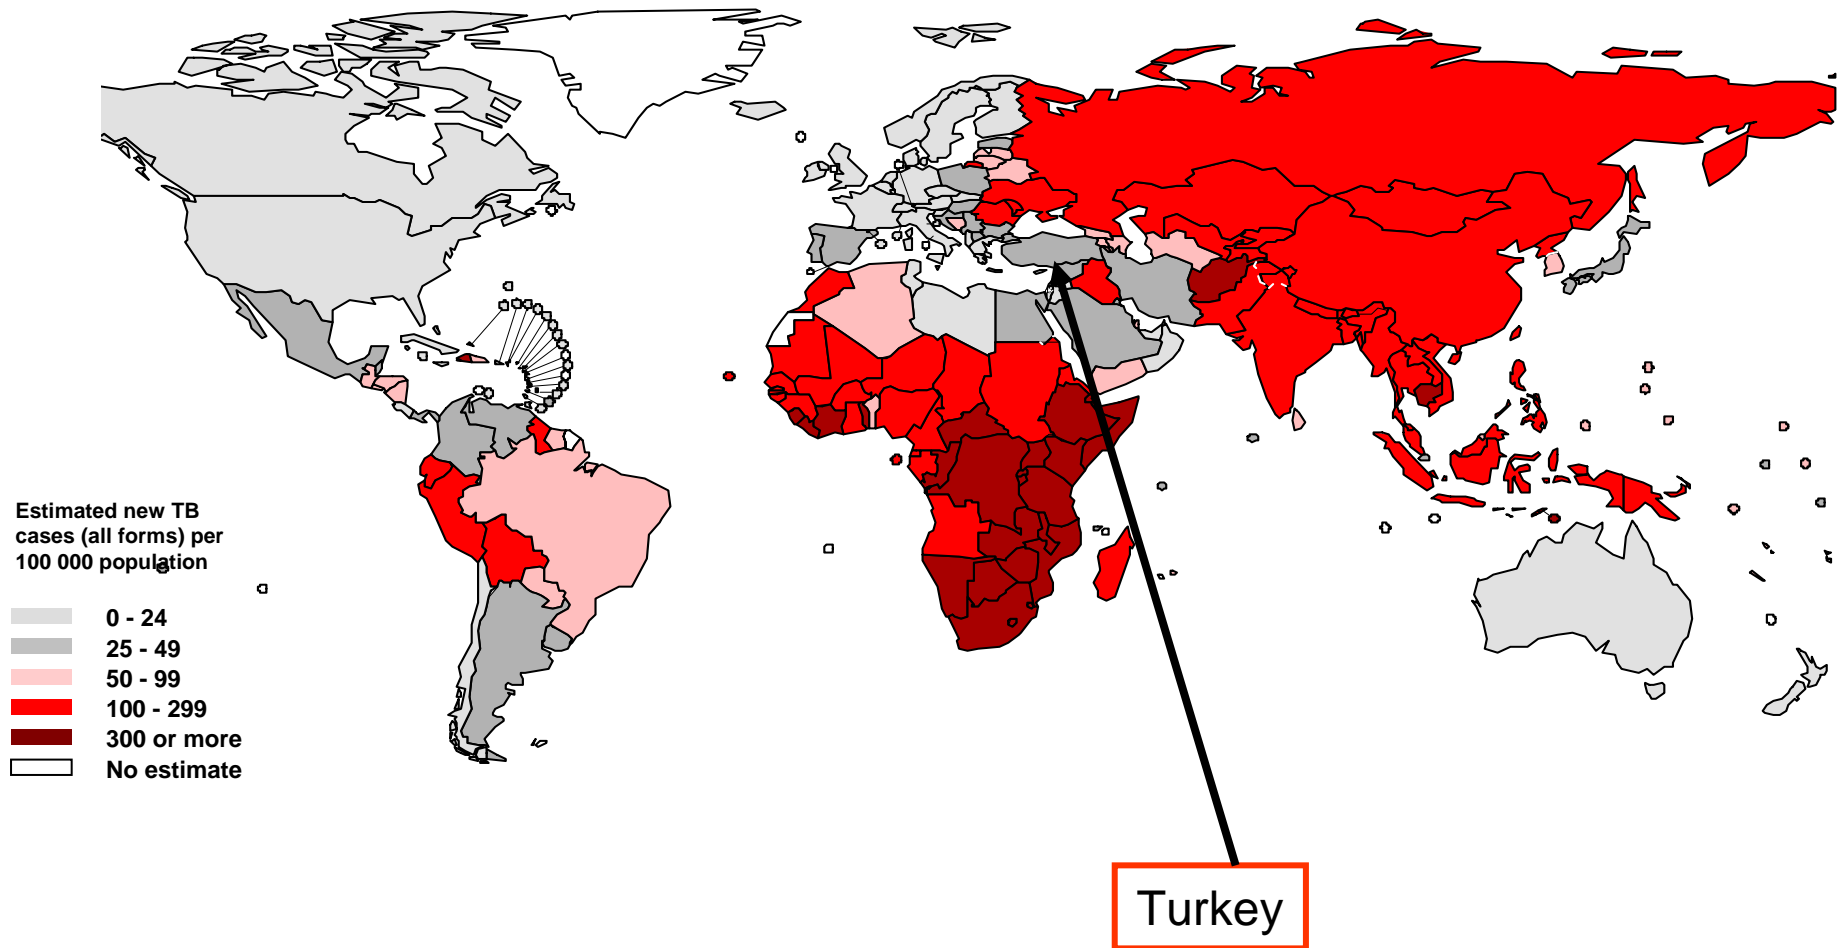 Estimated new TB
cases (all forms) per
100 000 population
0 - 24
25 - 49
50 - 99
100 - 299
300 or more
No estimate
Turkey